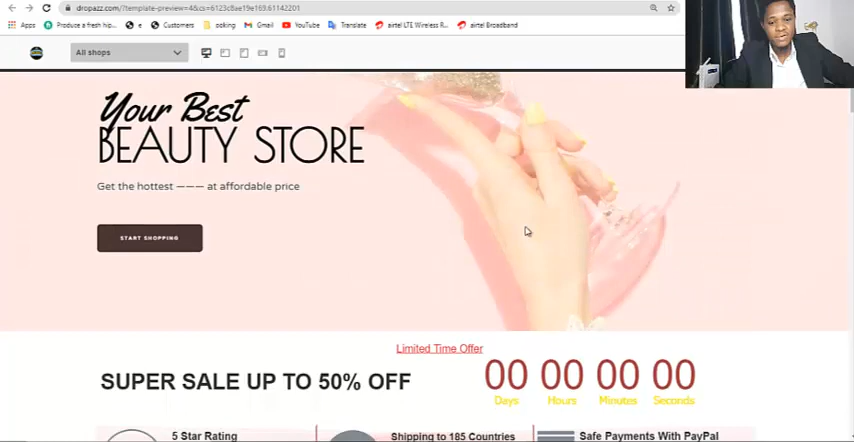 dropazz.com/?template-preview=4&cs=6123c8ae19e169.61142201
Apps
Produce a fresh hip...
e
Customers
ooking
Gmail
YouTube
Translate
airtel LTE Wireless R...
airtel Broadband
All shops
Your Best
BEAUTY STORE
Get the hottest ——— at affordable price
START SHOPPING
Limited Time Offer
SUPER SALE UP TO 50% OFF
00 00 00 00
Days Hours Minutes Seconds
5 Star Rating
Shipping to 185 Countries
Safe Payments With PayPal